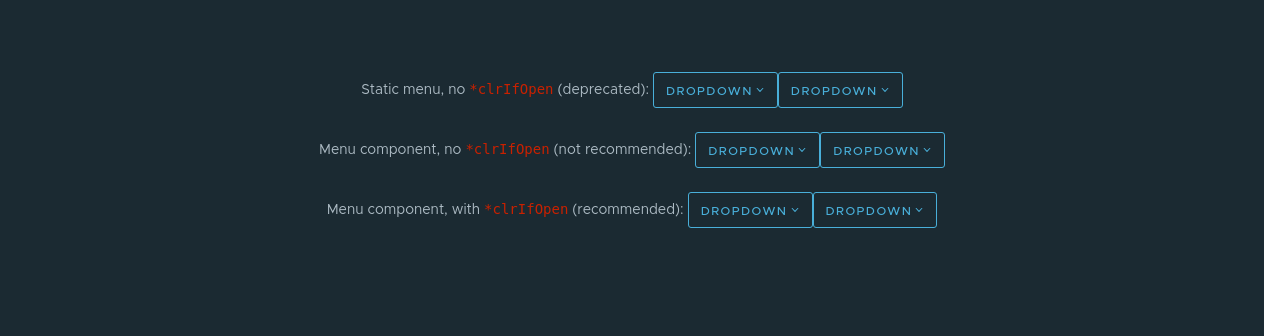 Static menu, no *clrIfOpen (deprecated): DROPDOWN DROPDOWN
Menu component, no *clrIfOpen (not recommended): DROPDOWN DROPDOWN
Menu component, with *clrIfOpen (recommended): DROPDOWN DROPDOWN